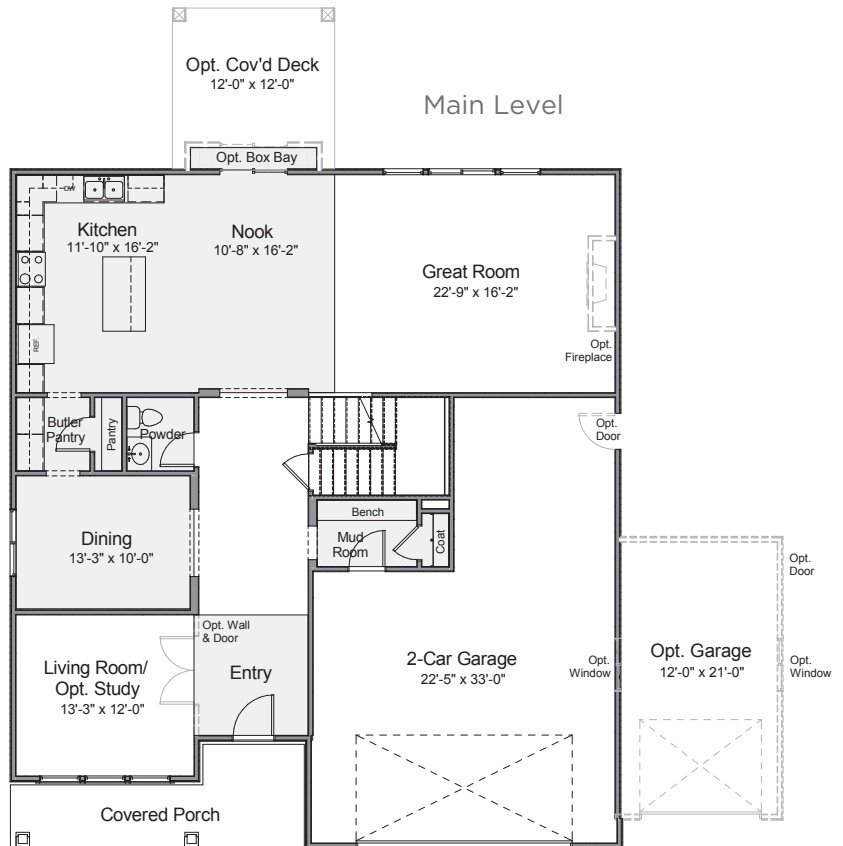 Opt. Cov'd Deck
12'-0" x 12'-0"
Main Level
Opt. Box Bay
DW
Kitchen
11'-10" x 16'-2"
Nook
10'-8" x 16'-2"
Great Room
22'-9" x 16'-2"
REF.
Opt.
Fireplace
Butler
Pantry
Pantry
Powder
Opt.
Door
Bench
Mud
Room
Coat
Dining
13'-3" x 10'-0"
Opt.
Door
Opt. Wall
& Door
Living Room/
Opt. Study
13'-3" x 12'-0"
Entry
2-Car Garage
22'-5" x 33'-0"
Opt.
Window
Opt. Garage
12'-0" x 21'-0"
Opt.
Window
Covered Porch